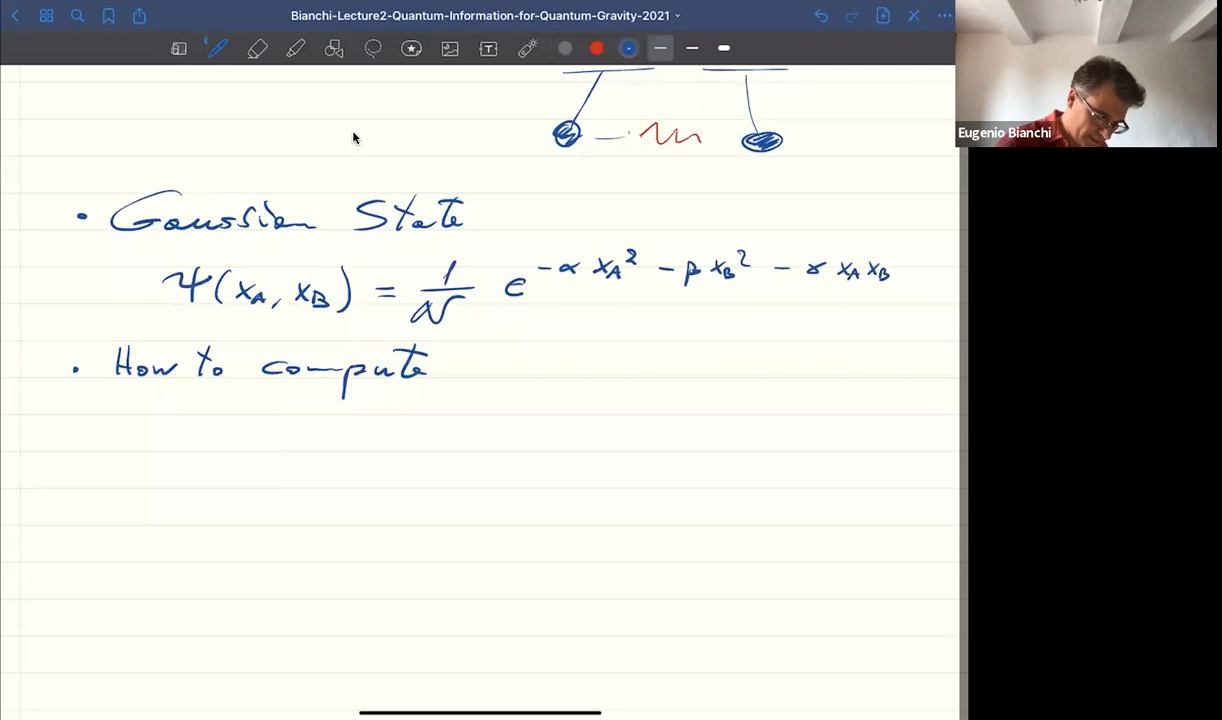 Bianchi-Lecture2-Quantum-Information-for-Quantum-Gravity-2021
Eugenio Bianchi
• Gaussian State
Ψ(x_A, x_B) = 1/𝒩 e^{-α x_A² - β x_B² - γ x_A x_B}
• How to compute